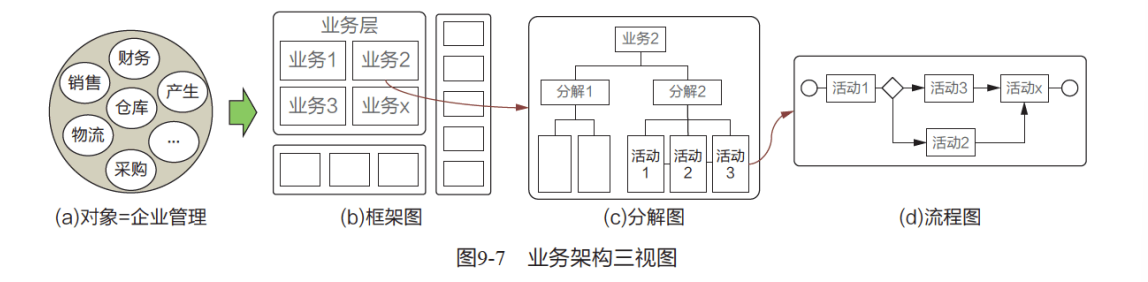 财务
销售
产生
仓库
物流
...
采购
(a)对象=企业管理
业务层
业务1
业务2
业务3
业务x
(b)框架图
业务2
分解1
分解2
活动1
活动2
活动3
(c)分解图
活动1
活动3
活动x
活动2
(d)流程图
图9-7 业务架构三视图